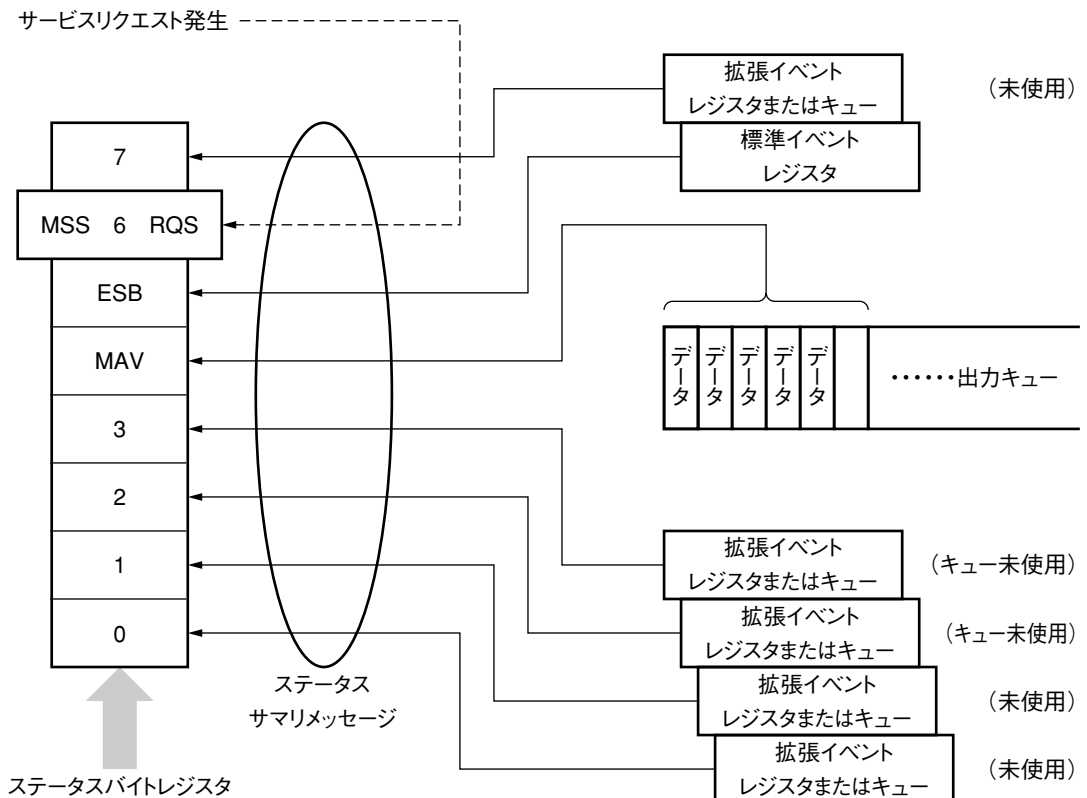 サービスリクエスト発生
拡張イベント
レジスタまたはキュー
(未使用)
標準イベント
レジスタ
7
MSS 6 RQS
ESB
MAV
3
2
1
0
データ
データ
データ
データ
データ
……出力キュー
拡張イベント
レジスタまたはキュー
(キュー未使用)
拡張イベント
レジスタまたはキュー
(キュー未使用)
拡張イベント
レジスタまたはキュー
(未使用)
拡張イベント
レジスタまたはキュー
(未使用)
ステータス
サマリメッセージ
ステータスバイトレジスタ